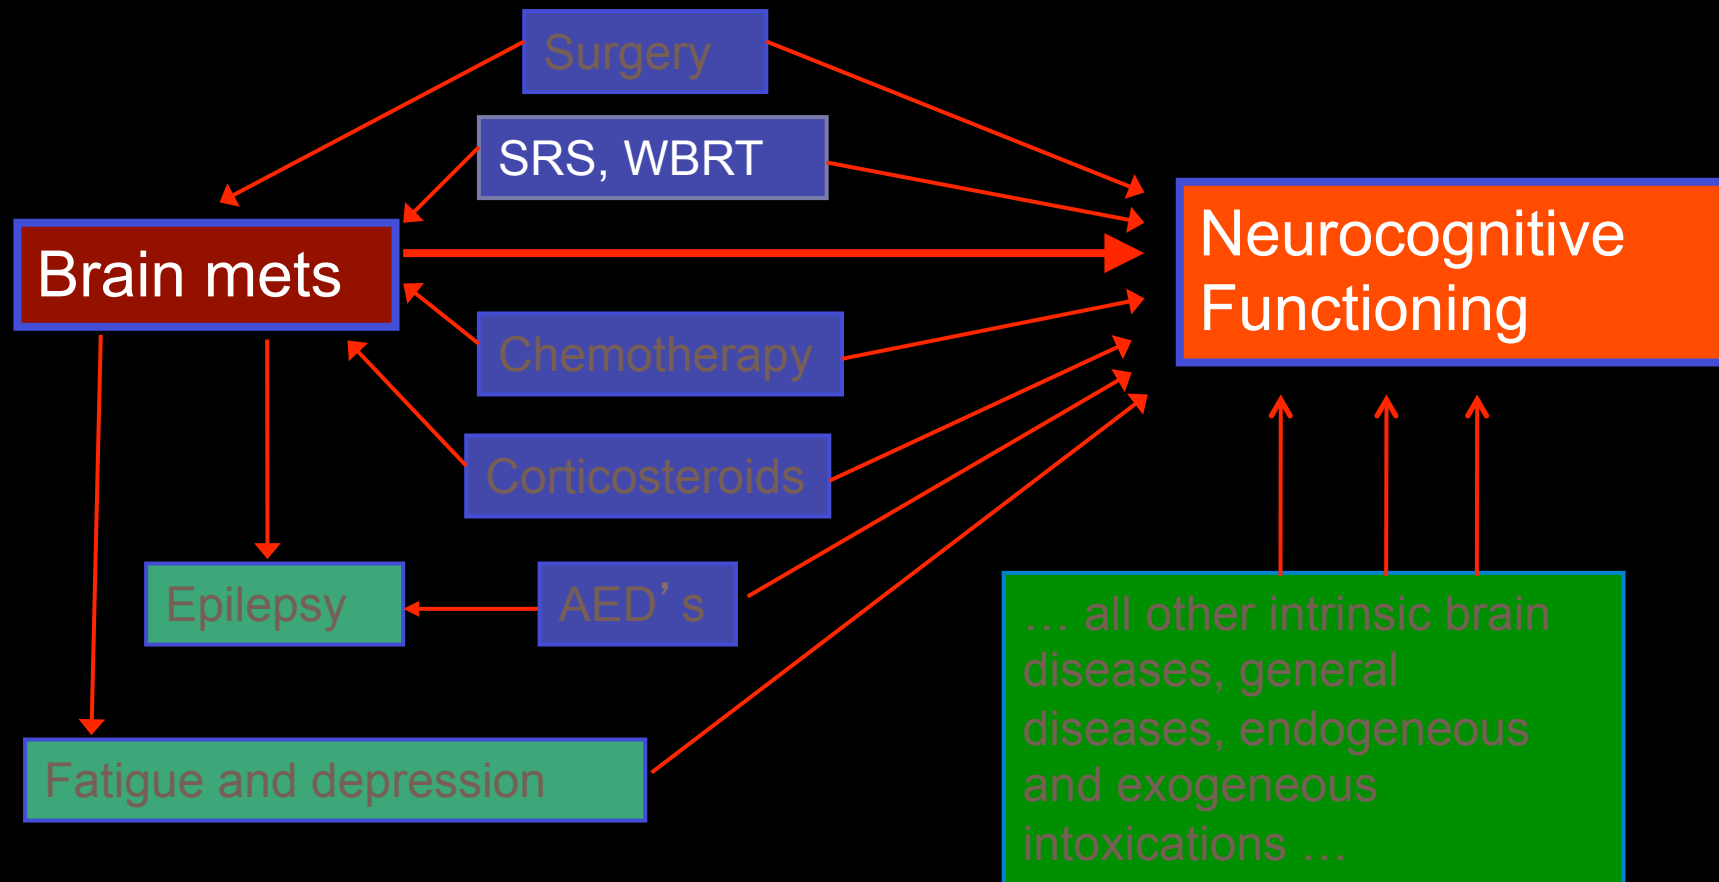 Surgery
SRS, WBRT
Neurocognitive
Functioning
Brain mets
Chemotherapy
Corticosteroids
Epilepsy
AED’s
… all other intrinsic brain
diseases, general
diseases, endogeneous
and exogeneous
intoxications …
Fatigue and depression